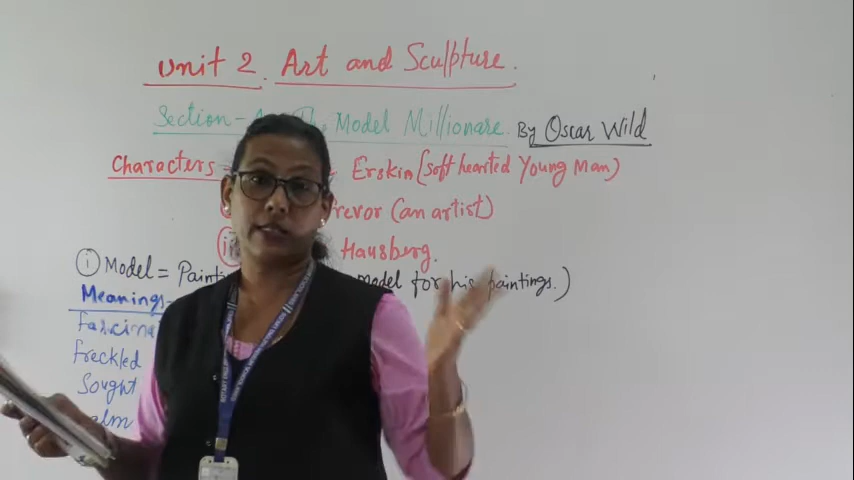 Unit 2. Art and Sculpture.
Section- The Model Millionare. By Oscar Wild
Characters - Erskin (soft hearted Young Man)
Trevor (an artist)
Hausberg.
(i) Model = model for his paintings.)
Meanings-
Freckled
Sought